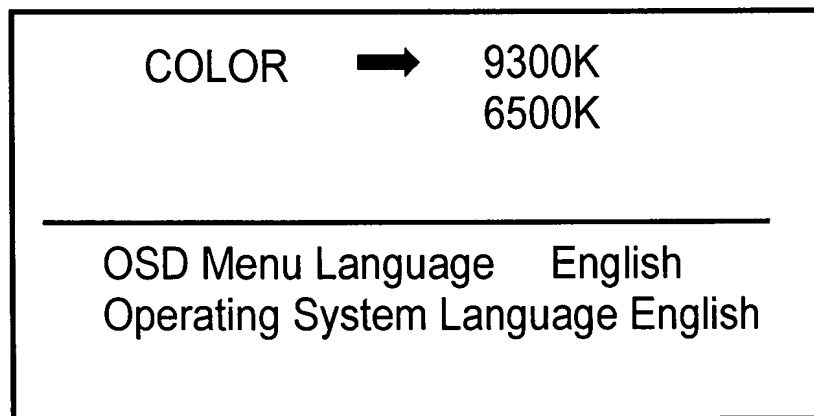 COLOR ➡ 9300K
6500K
OSD Menu Language English
Operating System Language English